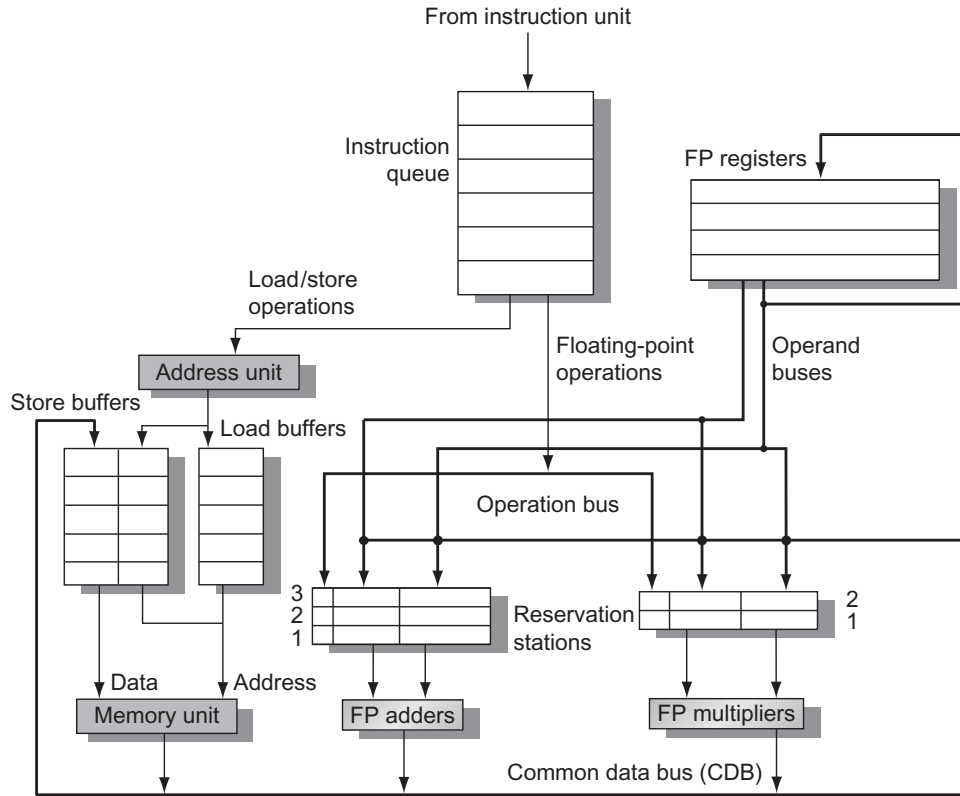 From instruction unit
Instruction
queue
FP registers
Load/store
operations
Floating-point
operations
Operand
buses
Address unit
Store buffers
Load buffers
Operation bus
3
2
1
Reservation
stations
2
1
Data
Address
Memory unit
FP adders
FP multipliers
Common data bus (CDB)